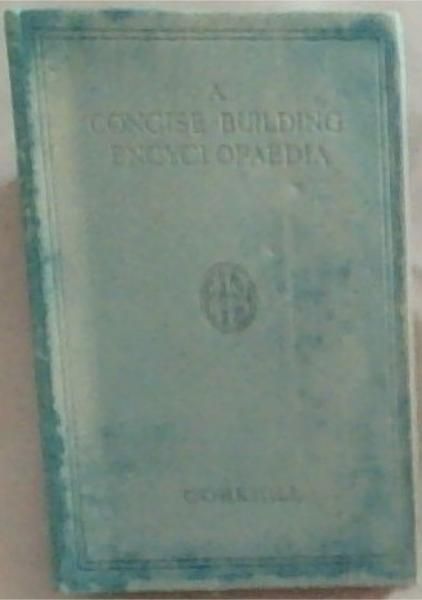 A
CONCISE BUILDING
ENCYCLOPAEDIA
CORKHILL